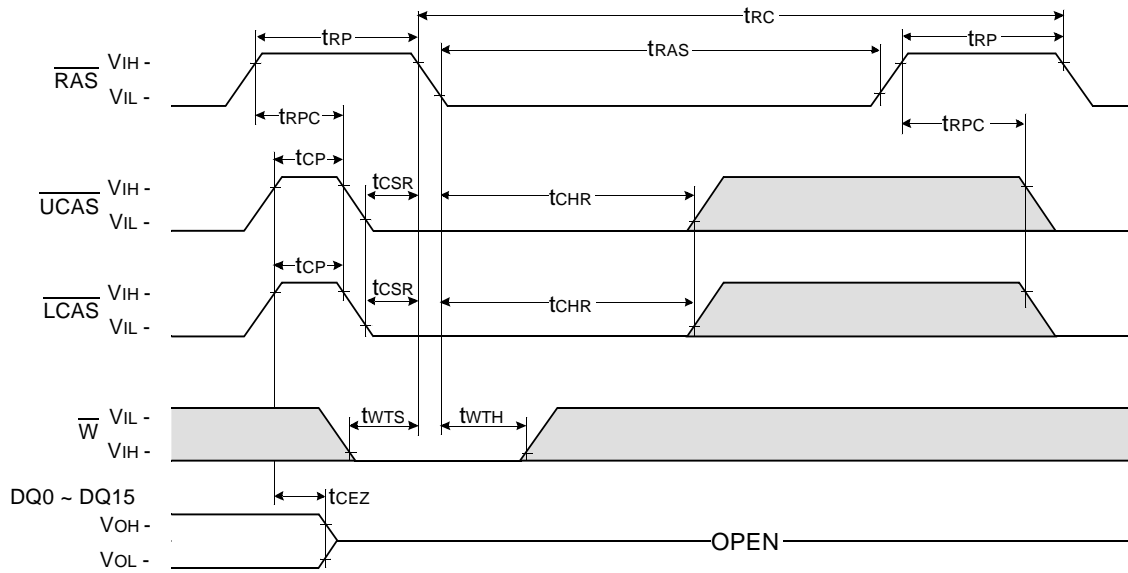 tRC
tRP
tRAS
tRP
RAS
VIH -
VIL -
tRPC
tRPC
tCP
tCSR
tCHR
UCAS
VIH -
VIL -
tCP
tCSR
tCHR
LCAS
VIH -
VIL -
tWTS
tWTH
W
VIL -
VIH -
DQ0 ~ DQ15
tCEZ
VOH -
VOL -
OPEN